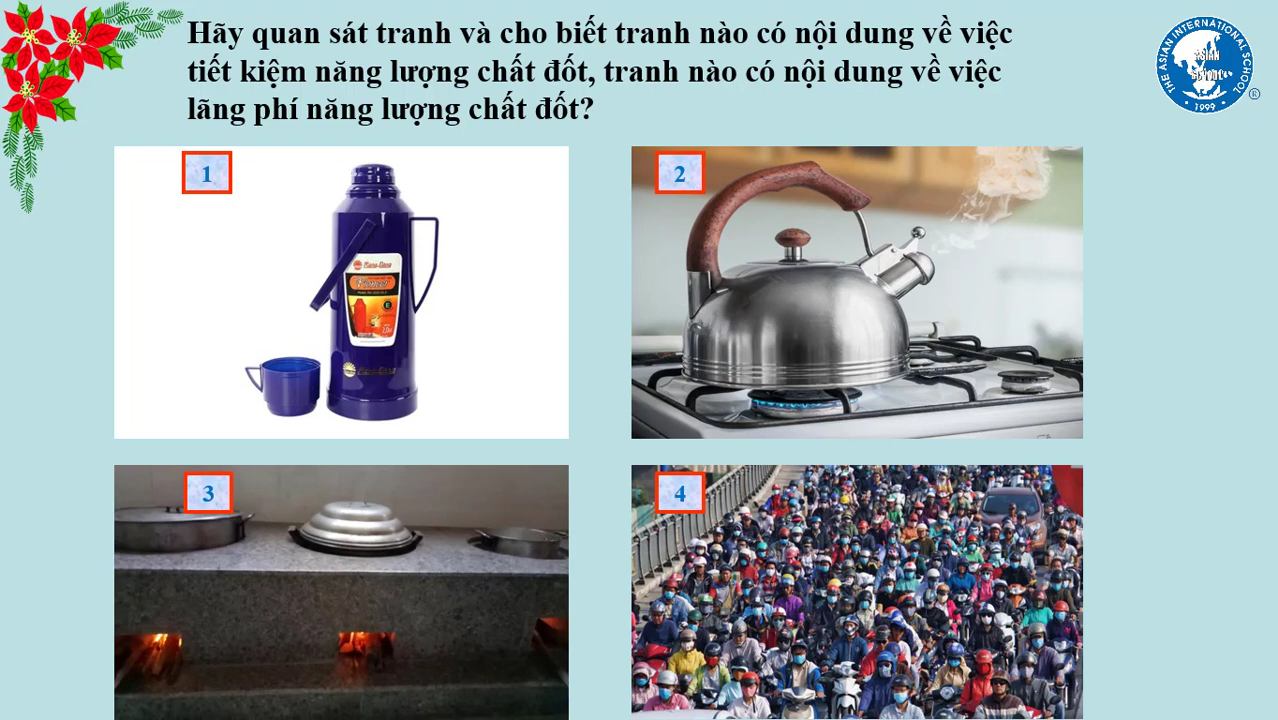 Hãy quan sát tranh và cho biết tranh nào có nội dung về việc
tiết kiệm năng lượng chất đốt, tranh nào có nội dung về việc
lãng phí năng lượng chất đốt?
THE ASIAN INTERNATIONAL SCHOOL
ASIAN
SCHOOL
1999
®
1
2
3
4